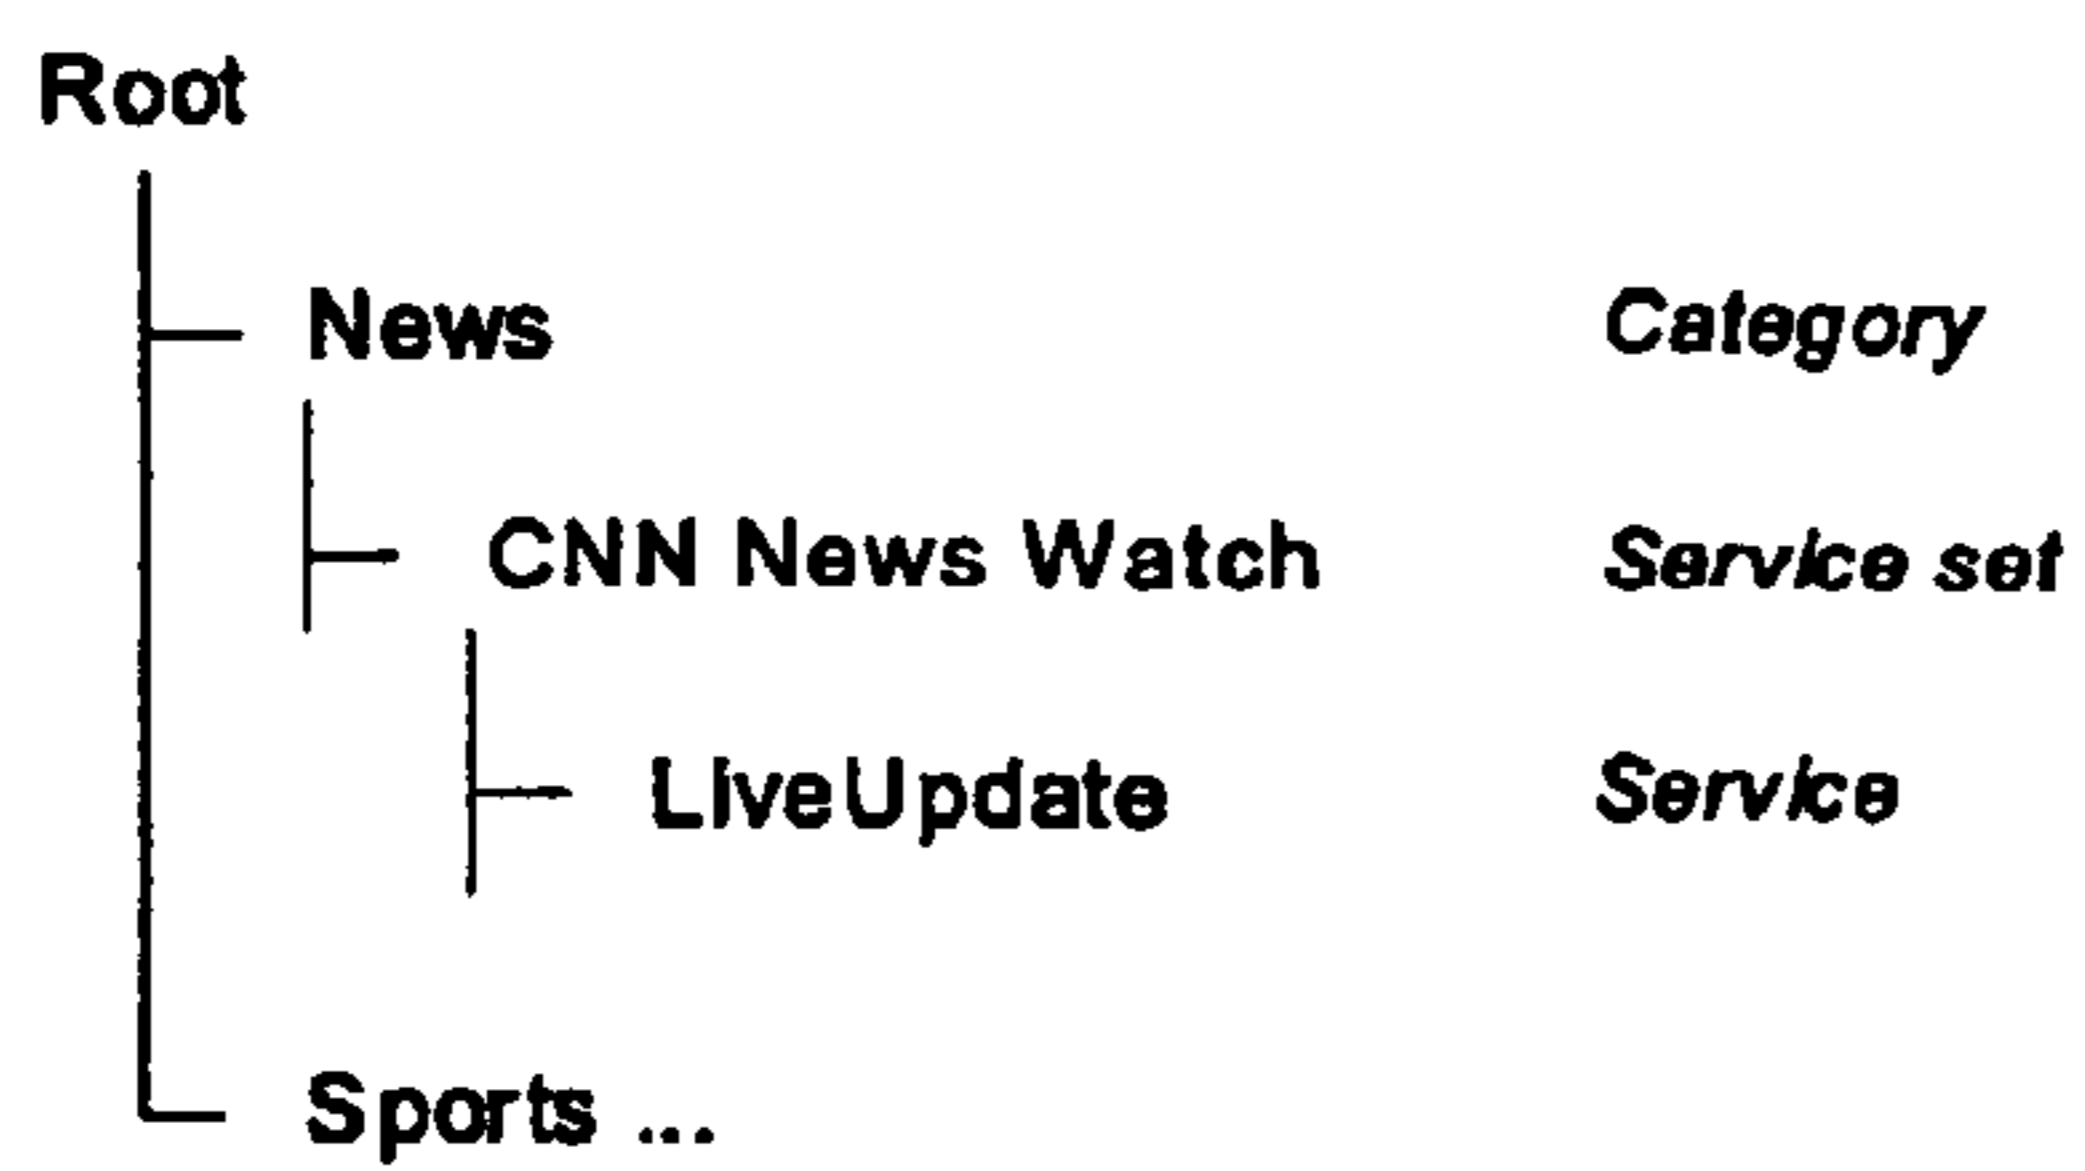 Root
News Category
CNN News Watch Service set
LiveUpdate Service
Sports ...